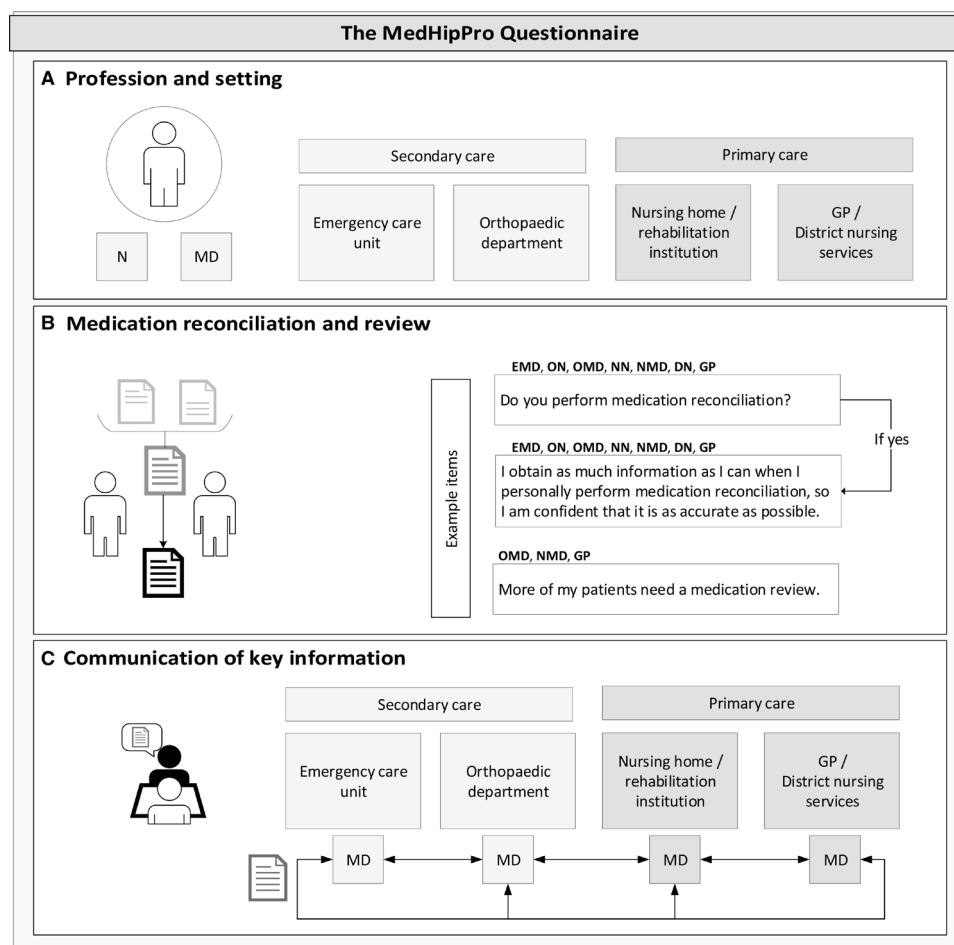 The MedHipPro Questionnaire
A Profession and setting
Secondary care
Primary care
Emergency care
unit
Orthopaedic
department
Nursing home /
rehabilitation
institution
GP /
District nursing
services
N
MD
B Medication reconciliation and review
Example items
EMD, ON, OMD, NN, NMD, DN, GP
Do you perform medication reconciliation?
If yes
EMD, ON, OMD, NN, NMD, DN, GP
I obtain as much information as I can when I
personally perform medication reconciliation, so
I am confident that it is as accurate as possible.
OMD, NMD, GP
More of my patients need a medication review.
C Communication of key information
Secondary care
Primary care
Emergency care
unit
Orthopaedic
department
Nursing home /
rehabilitation
institution
GP /
District nursing
services
MD
MD
MD
MD